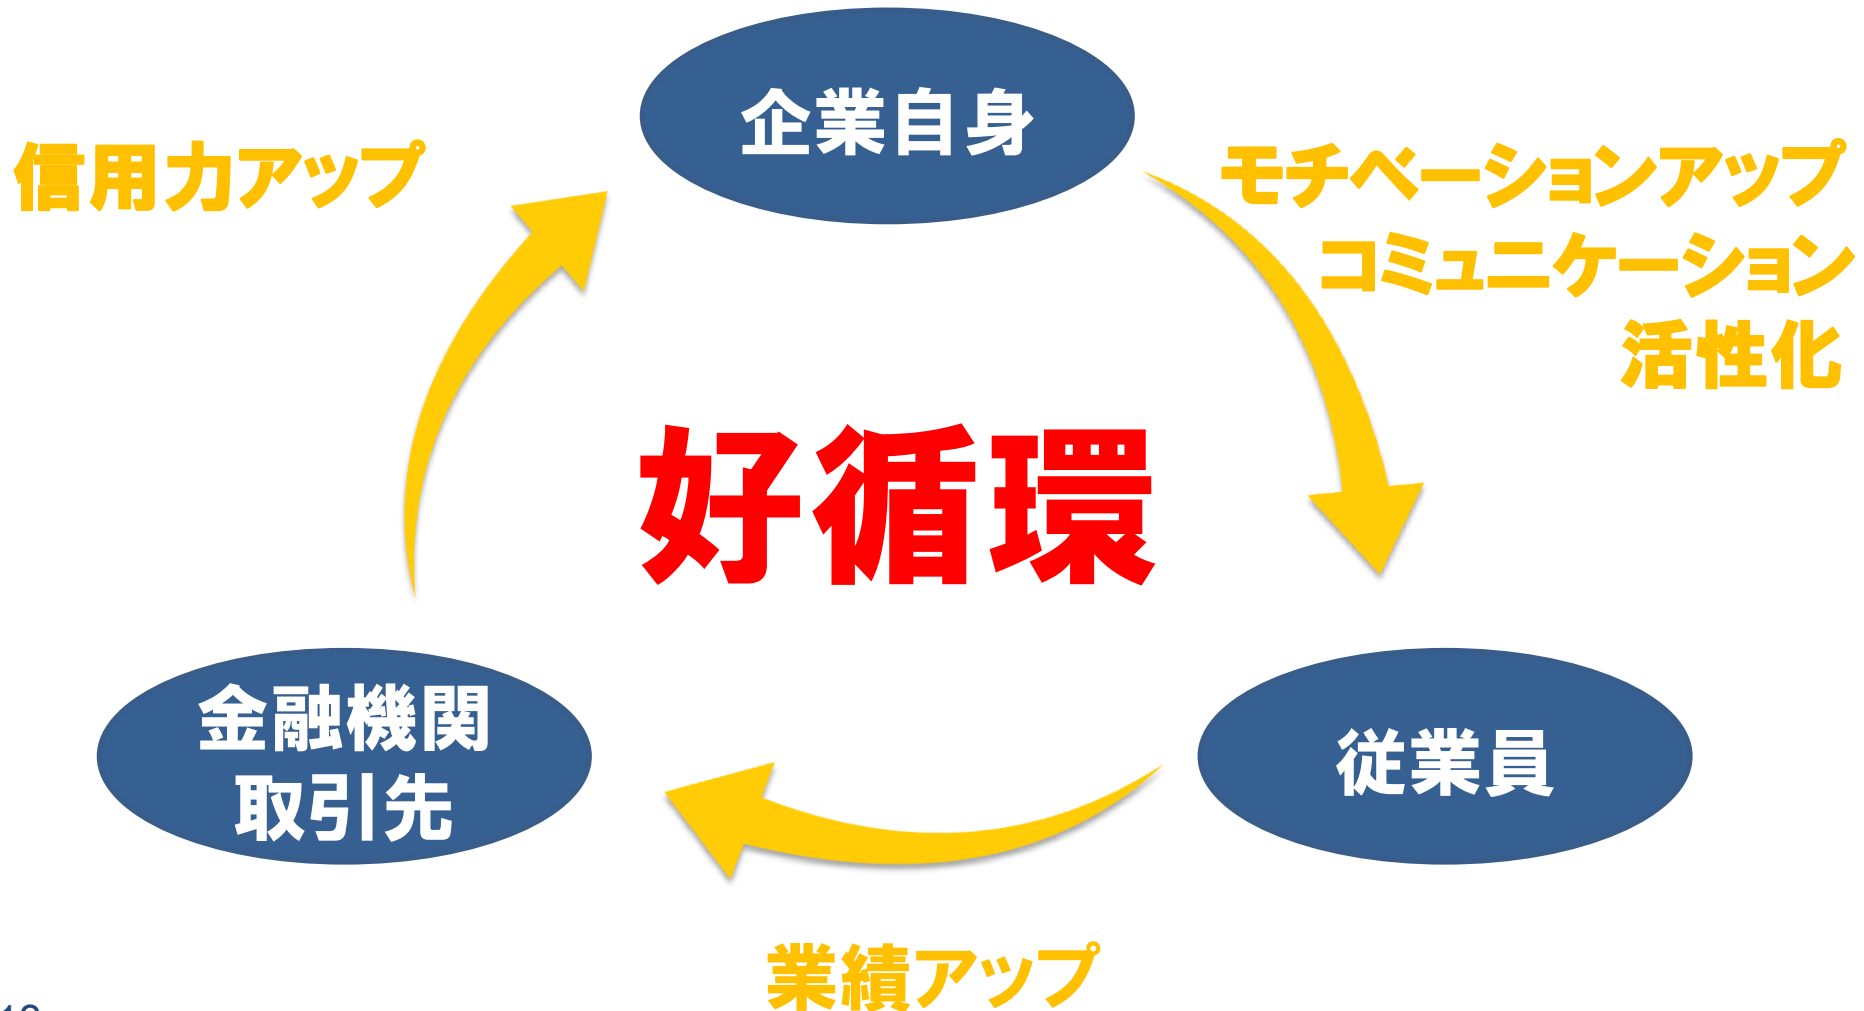 企業自身
信用力アップ
モチベーションアップ
コミュニケーション
活性化
好循環
金融機関
取引先
従業員
業績アップ